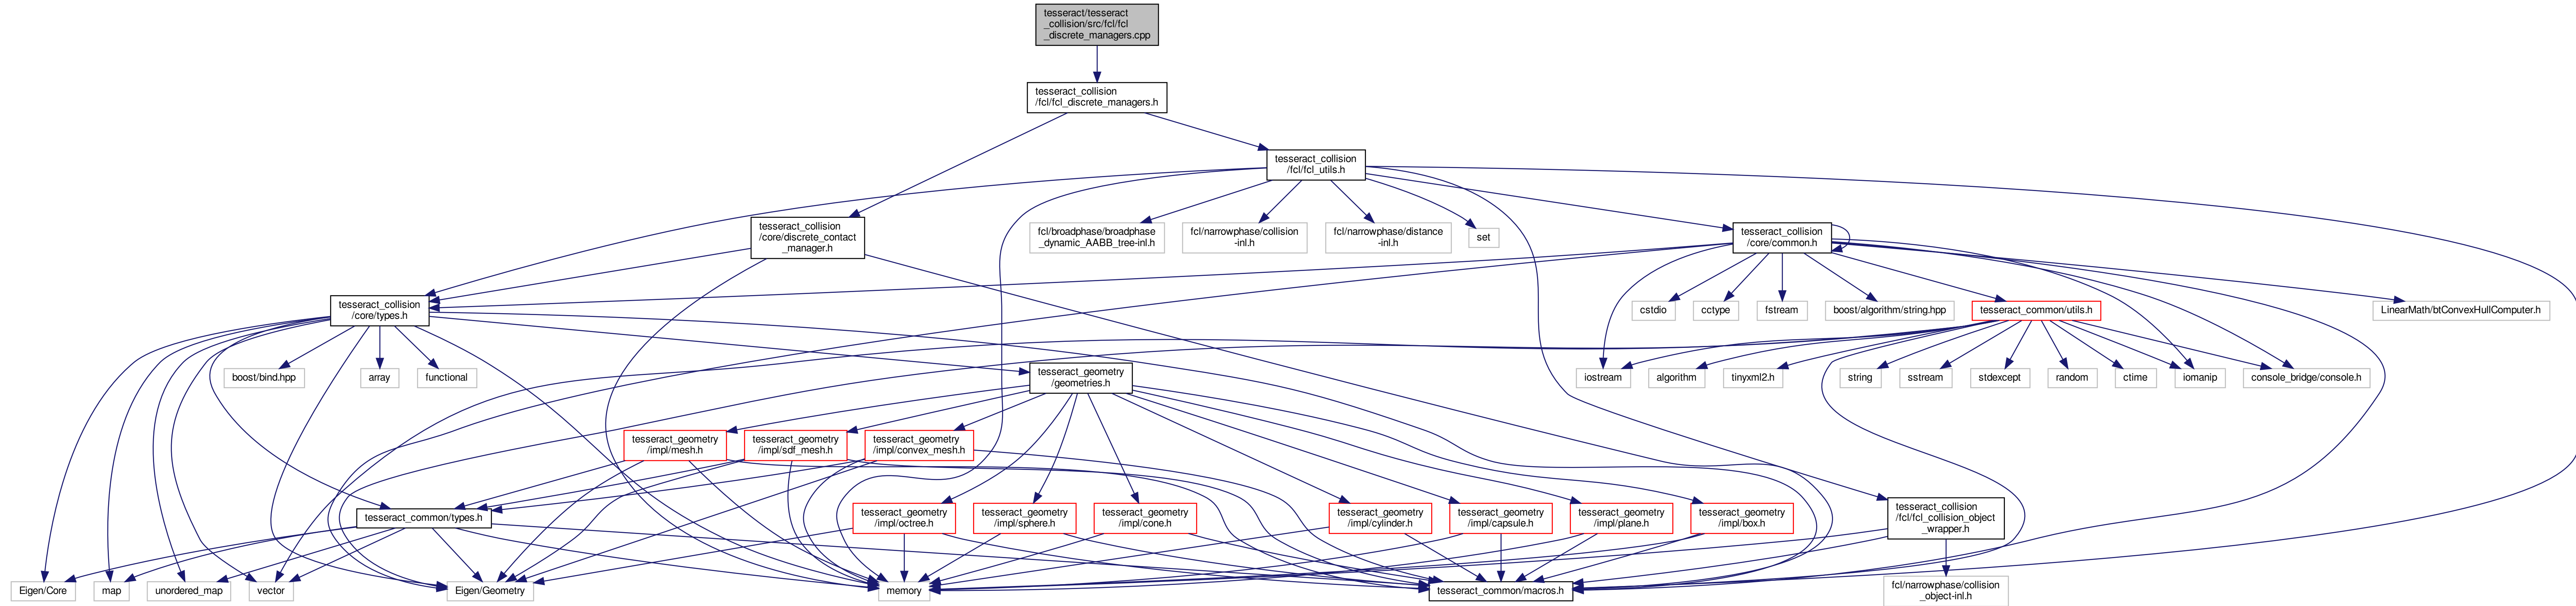 tesseract/tesseract
_collision/src/fcl/fcl
_discrete_managers.cpp
tesseract_collision
/fcl/fcl_discrete_managers.h
tesseract_collision
/fcl/fcl_utils.h
tesseract_collision
/core/discrete_contact
_manager.h
fcl/broadphase/broadphase
_dynamic_AABB_tree-inl.h
fcl/narrowphase/collision
-inl.h
fcl/narrowphase/distance
-inl.h
set
tesseract_collision
/core/common.h
tesseract_collision
/core/types.h
cstdio
cctype
fstream
boost/algorithm/string.hpp
tesseract_common/utils.h
LinearMath/btConvexHullComputer.h
boost/bind.hpp
array
functional
tesseract_geometry
/geometries.h
iostream
algorithm
tinyxml2.h
string
sstream
stdexcept
random
ctime
iomanip
console_bridge/console.h
tesseract_geometry
/impl/mesh.h
tesseract_geometry
/impl/sdf_mesh.h
tesseract_geometry
/impl/convex_mesh.h
tesseract_common/types.h
tesseract_geometry
/impl/octree.h
tesseract_geometry
/impl/sphere.h
tesseract_geometry
/impl/cone.h
tesseract_geometry
/impl/cylinder.h
tesseract_geometry
/impl/capsule.h
tesseract_geometry
/impl/plane.h
tesseract_geometry
/impl/box.h
tesseract_collision
/fcl/fcl_collision_object
_wrapper.h
Eigen/Core
map
unordered_map
vector
Eigen/Geometry
memory
tesseract_common/macros.h
fcl/narrowphase/collision
_object-inl.h